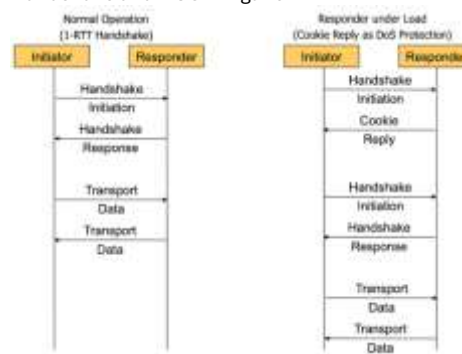 Normal Operation
(1-RTT Handshake)
Initiator
Responder
Handshake
Initiation
Handshake
Response
Transport
Data
Transport
Data
Responder under Load
(Cookie Reply as DoS Protection)
Initiator
Responder
Handshake
Initiation
Cookie
Reply
Handshake
Initiation
Handshake
Response
Transport
Data
Transport
Data